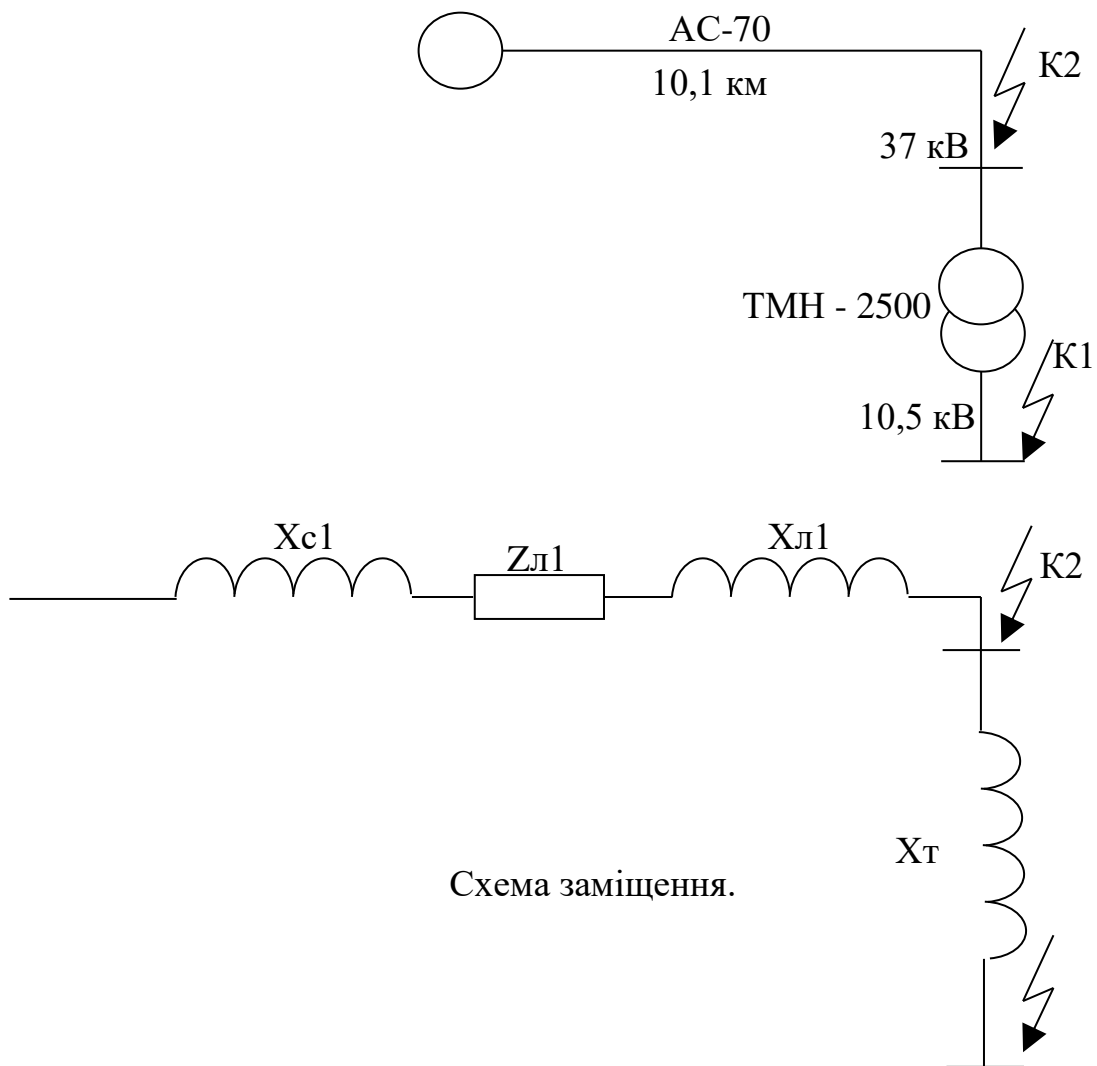 АС-70
10,1 км
К2
37 кВ
ТМН - 2500
К1
10,5 кВ
Хс1
Zл1
Хл1
К2
Хт
Схема заміщення.